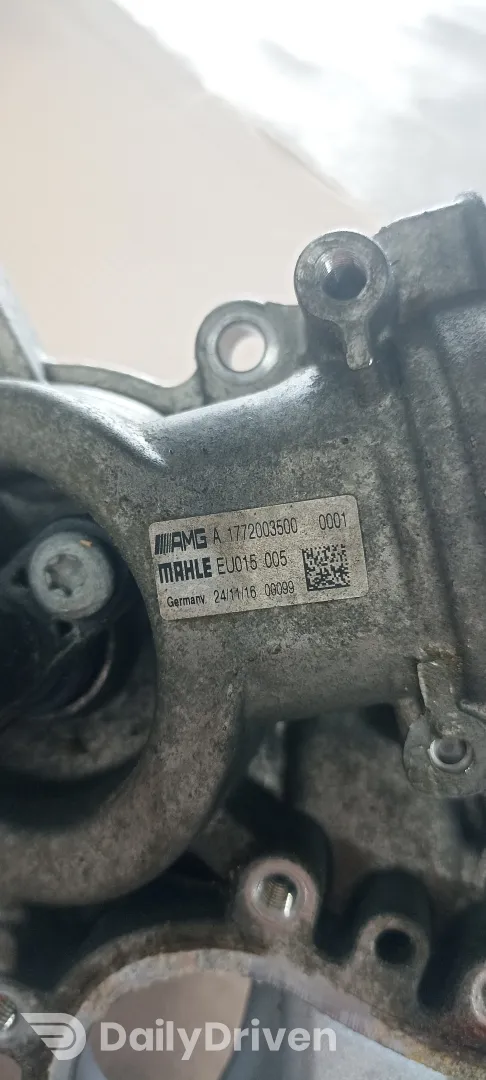 AMG A 1772003500 0001
MAHLE EU015 005
Germany 24/11/16 00099
DailyDriven